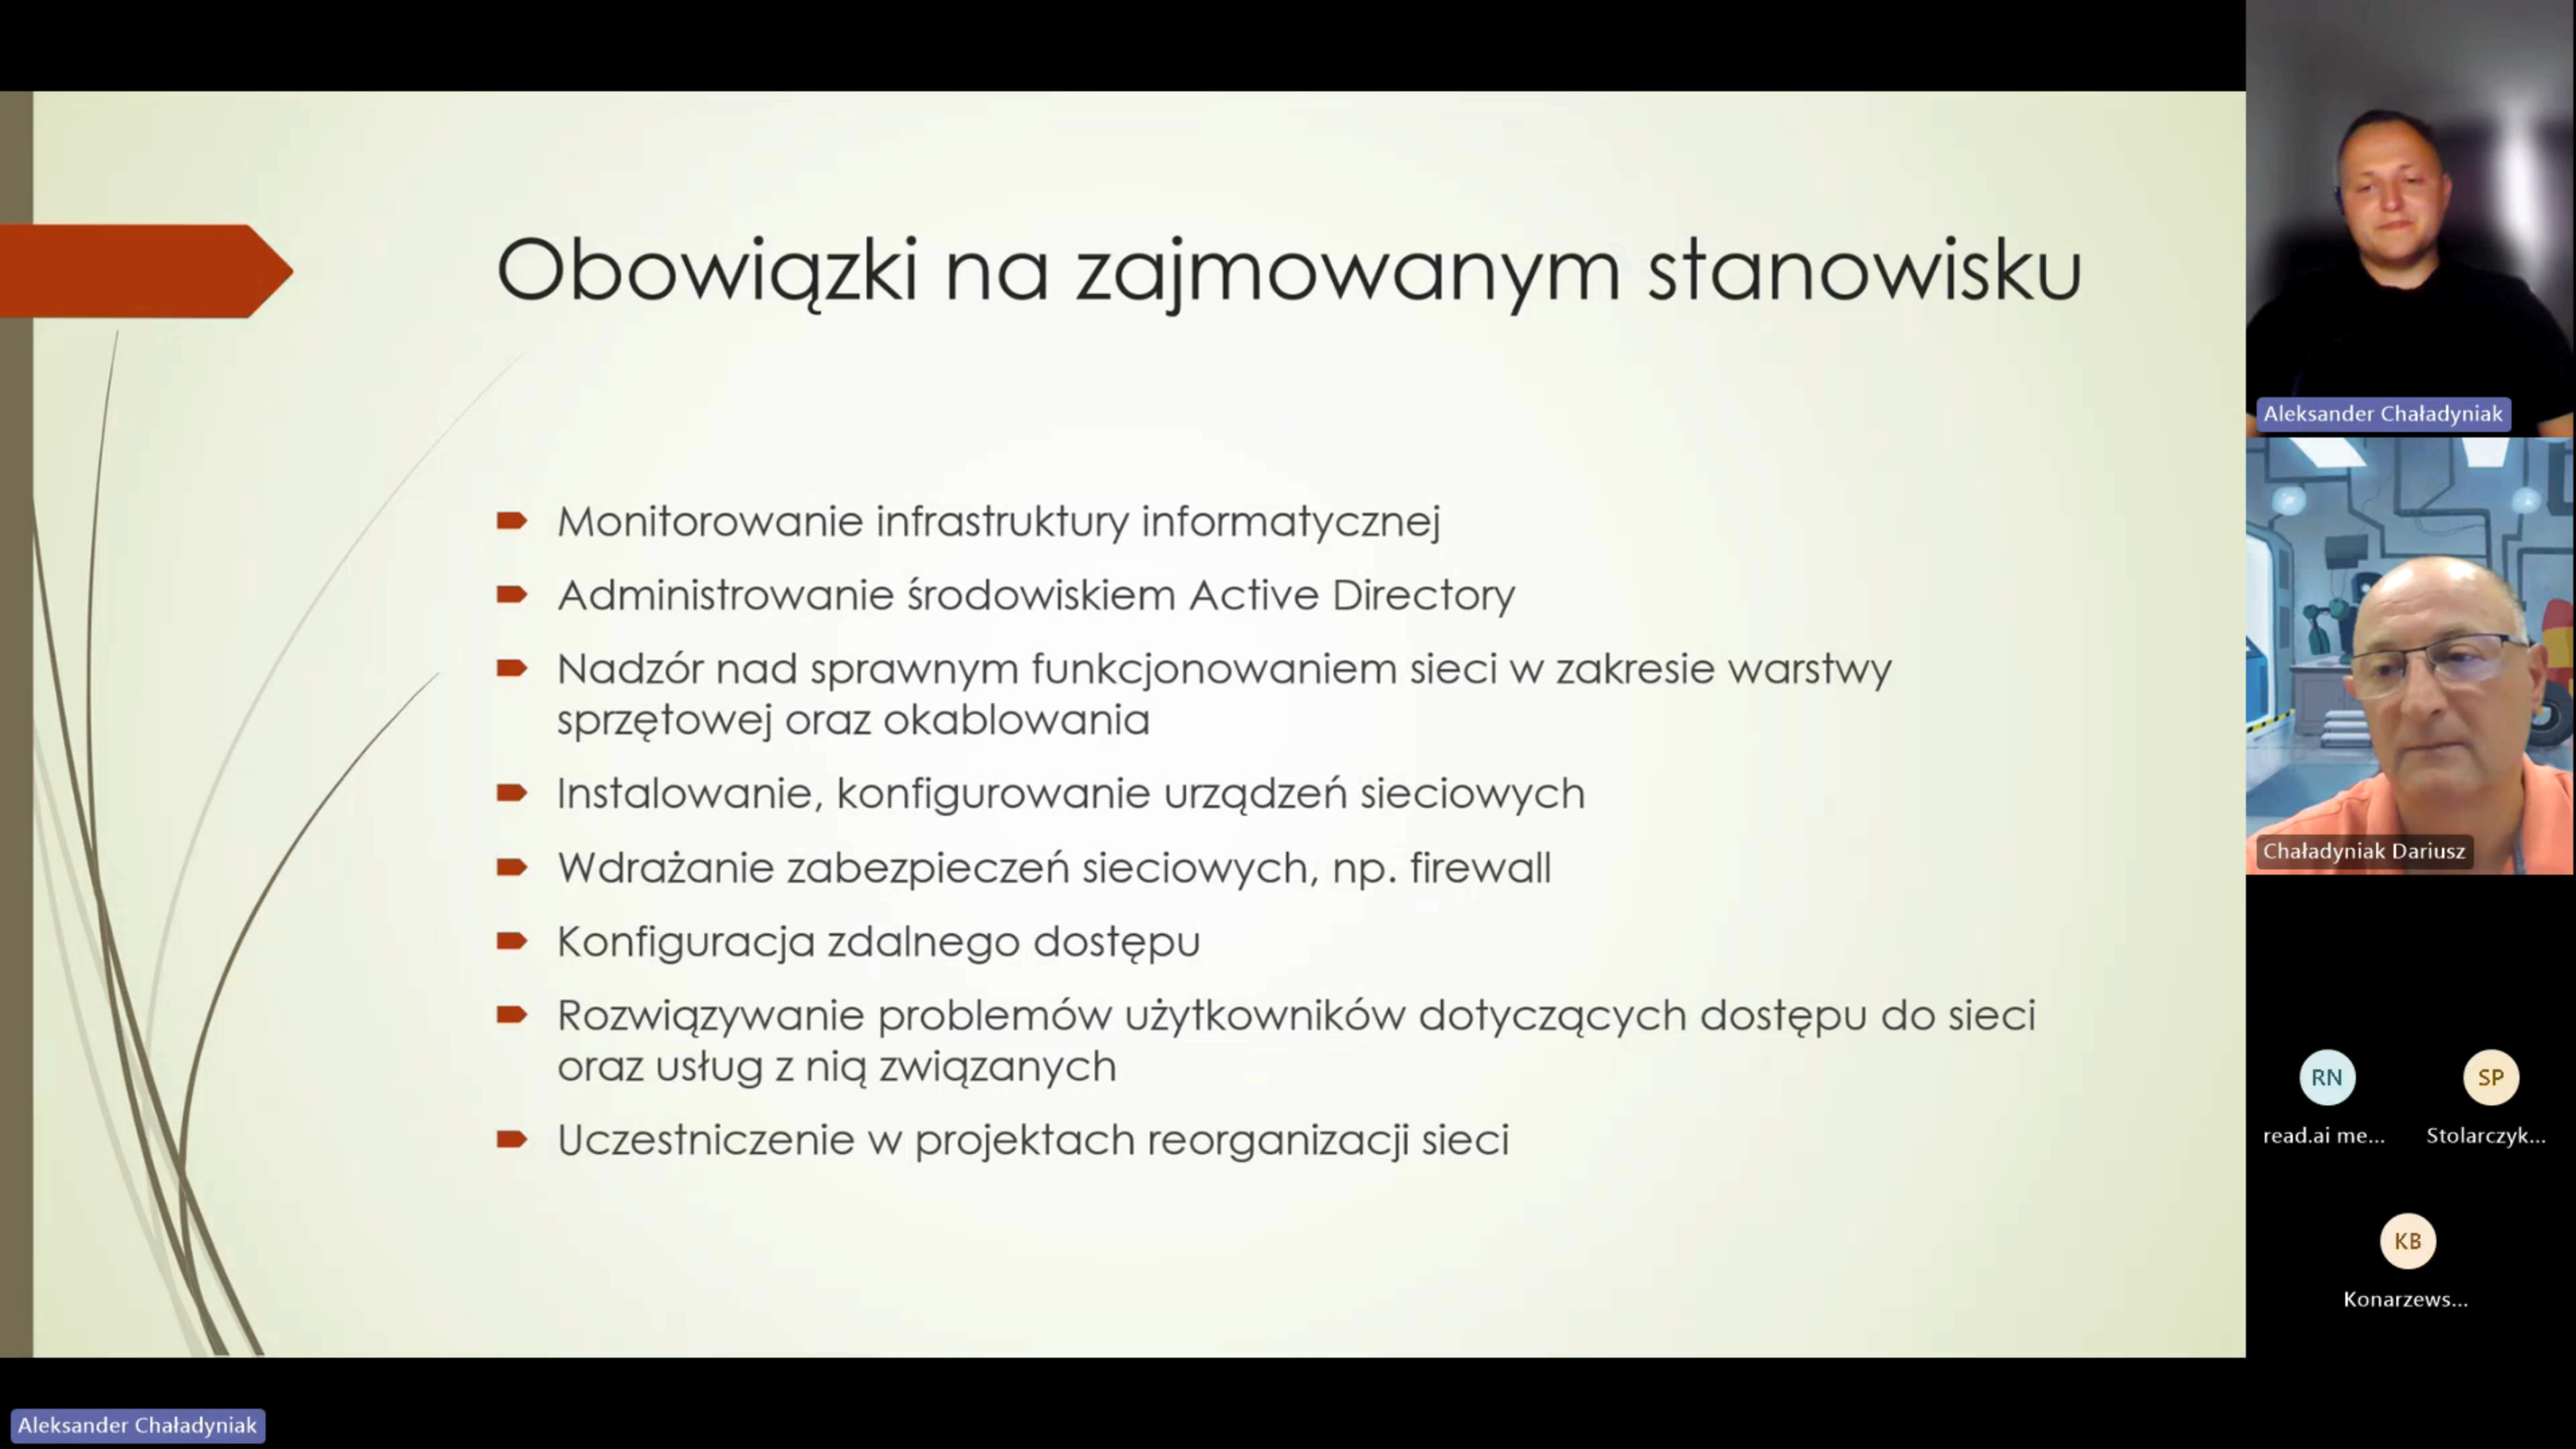 Obowiązki na zajmowanym stanowisku
Monitorowanie infrastruktury informatycznej
Administrowanie środowiskiem Active Directory
Nadzór nad sprawnym funkcjonowaniem sieci w zakresie warstwy
sprzętowej oraz okablowania
Instalowanie, konfigurowanie urządzeń sieciowych
Wdrażanie zabezpieczeń sieciowych, np. firewall
Konfiguracja zdalnego dostępu
Rozwiązywanie problemów użytkowników dotyczących dostępu do sieci
oraz usług z nią związanych
Uczestniczenie w projektach reorganizacji sieci
Aleksander Chaładyniak
Chaładyniak Dariusz
RN
read.ai me...
SP
Stolarczyk...
KB
Konarzews...
Aleksander Chaładyniak